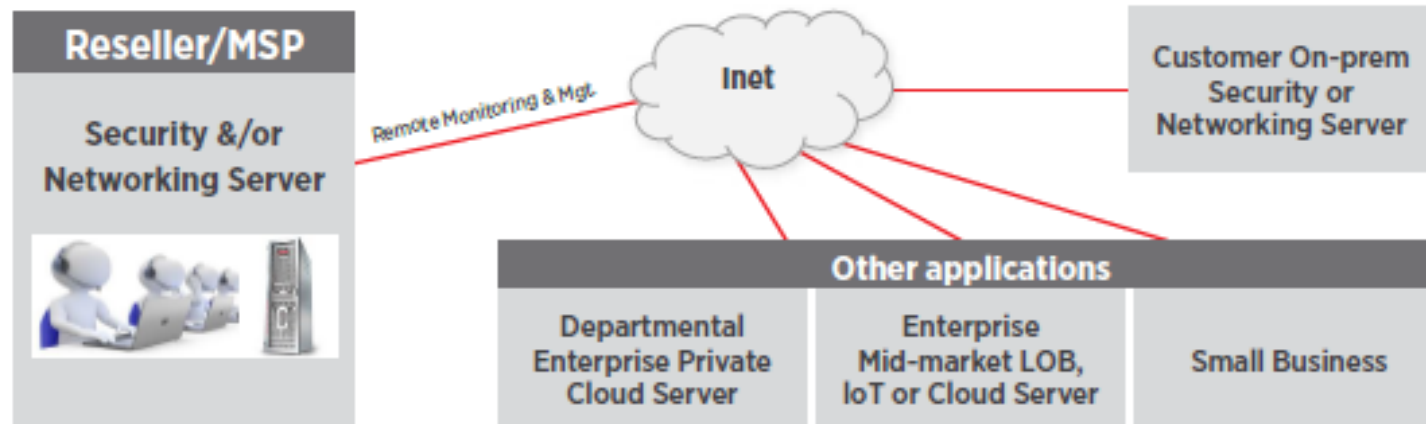 Reseller/MSP
Security &/or
Networking Server
Remote Monitoring & Mgt.
Inet
Customer On-prem
Security or
Networking Server
Other applications
Departmental
Enterprise Private
Cloud Server
Enterprise
Mid-market LOB,
IoT or Cloud Server
Small Business